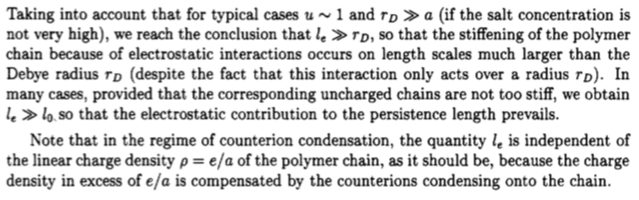 Taking into account that for typical cases u ~ 1 and r_D ≫ a (if the salt concentration is
not very high), we reach the conclusion that l_e ≫ r_D, so that the stiffening of the polymer
chain because of electrostatic interactions occurs on length scales much larger than the
Debye radius r_D (despite the fact that this interaction only acts over a radius r_D). In
many cases, provided that the corresponding uncharged chains are not too stiff, we obtain
l_e ≫ l_0, so that the electrostatic contribution to the persistence length prevails.
Note that in the regime of counterion condensation, the quantity l_e is independent of
the linear charge density ρ = e/a of the polymer chain, as it should be, because the charge
density in excess of e/a is compensated by the counterions condensing onto the chain.